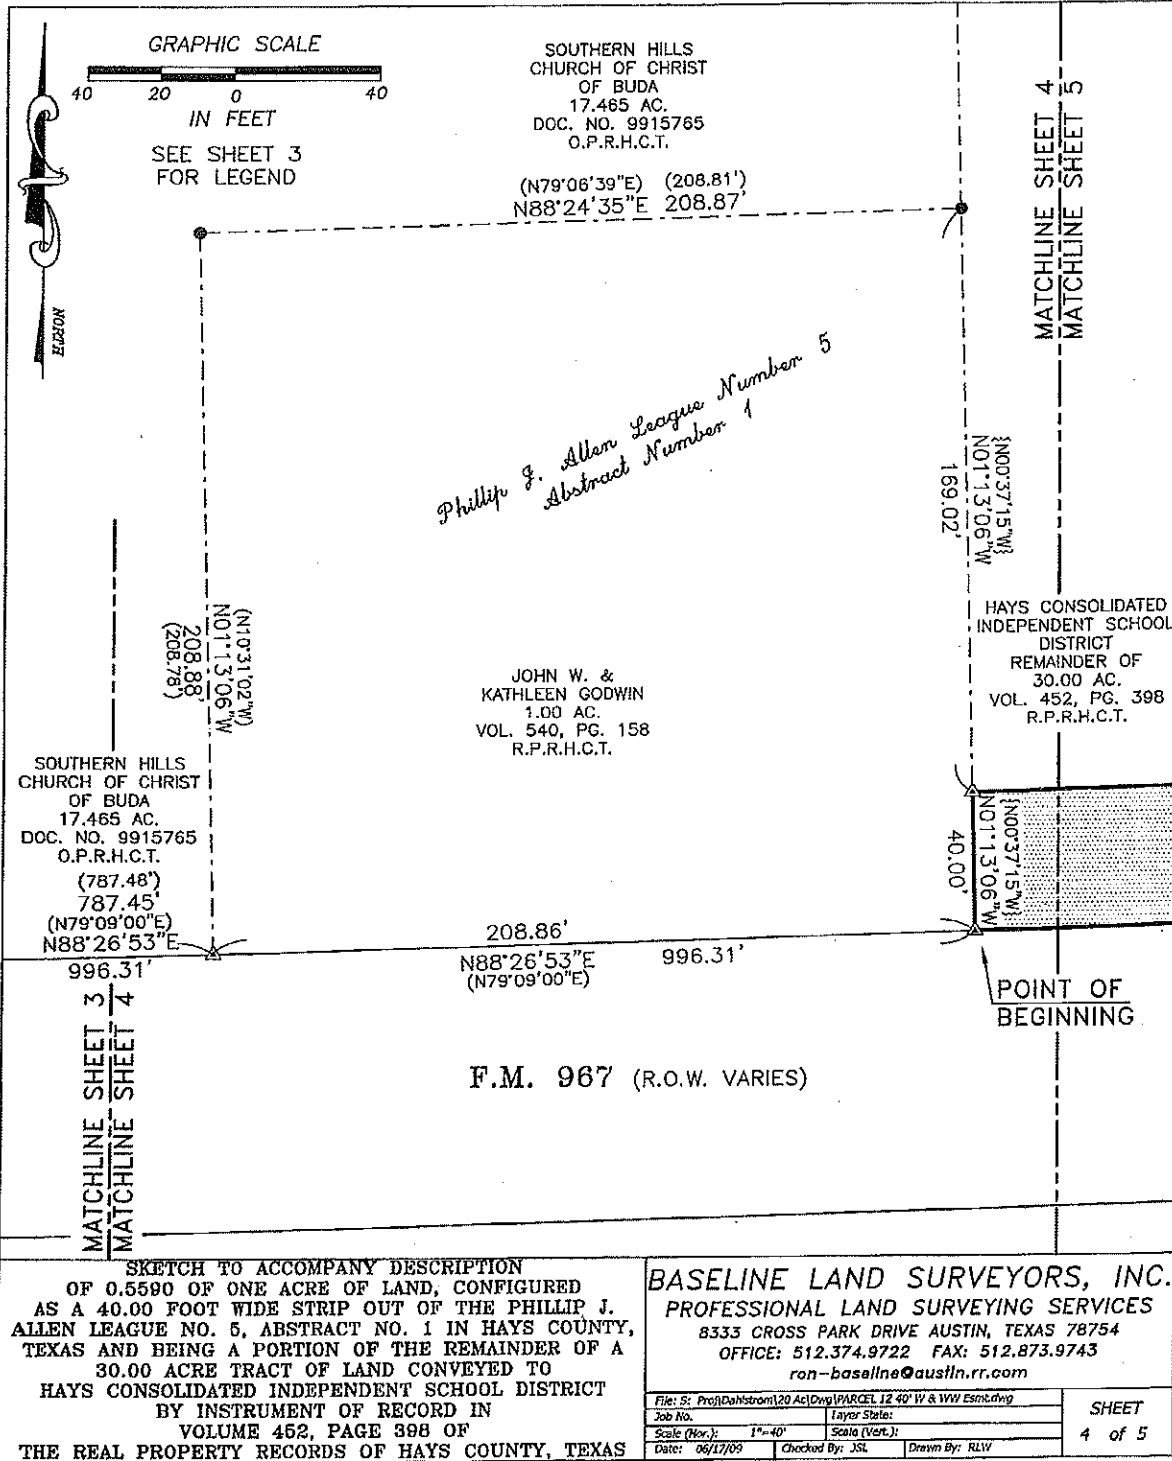 GRAPHIC SCALE
40 20 0 40
IN FEET
SEE SHEET 3
FOR LEGEND
NORTH
SOUTHERN HILLS
CHURCH OF CHRIST
OF BUDA
17.465 AC.
DOC. NO. 9915765
O.P.R.H.C.T.
(N79°06'39"E) (208.81')
N88°24'35"E 208.87'
MATCHLINE SHEET 4
MATCHLINE SHEET 5
Phillip J. Allen League Number 5
Abstract Number 1
{N00°37'15"W}
N01°13'06"W
169.02'
(N10°31'02"W)
N01°13'06"W
208.88'
(208.78')
HAYS CONSOLIDATED
INDEPENDENT SCHOOL
DISTRICT
REMAINDER OF
30.00 AC.
VOL. 452, PG. 398
R.P.R.H.C.T.
JOHN W. &
KATHLEEN GODWIN
1.00 AC.
VOL. 540, PG. 158
R.P.R.H.C.T.
SOUTHERN HILLS
CHURCH OF CHRIST
OF BUDA
17.465 AC.
DOC. NO. 9915765
O.P.R.H.C.T.
(787.48')
787.45'
(N79°09'00"E)
N88°26'53"E
996.31'
{N00°37'15"W}
N01°13'06"W
40.00'
208.86'
N88°26'53"E 996.31'
(N79°09'00"E)
POINT OF
BEGINNING
MATCHLINE SHEET 3
MATCHLINE SHEET 4
F.M. 967 (R.O.W. VARIES)
SKETCH TO ACCOMPANY DESCRIPTION
OF 0.5590 OF ONE ACRE OF LAND, CONFIGURED
AS A 40.00 FOOT WIDE STRIP OUT OF THE PHILLIP J.
ALLEN LEAGUE NO. 5, ABSTRACT NO. 1 IN HAYS COUNTY,
TEXAS AND BEING A PORTION OF THE REMAINDER OF A
30.00 ACRE TRACT OF LAND CONVEYED TO
HAYS CONSOLIDATED INDEPENDENT SCHOOL DISTRICT
BY INSTRUMENT OF RECORD IN
VOLUME 452, PAGE 398 OF
THE REAL PROPERTY RECORDS OF HAYS COUNTY, TEXAS
BASELINE LAND SURVEYORS, INC.
PROFESSIONAL LAND SURVEYING SERVICES
8333 CROSS PARK DRIVE AUSTIN, TEXAS 78754
OFFICE: 512.374.9722 FAX: 512.873.9743
ron-baseline@austin.rr.com
File: S: Proj\Dahlstrom\20 Ac\Dwg\PARCEL 12 40' W & WW Esmt.dwg
Job No. Layer State:
Scale (Hor.): 1"=40' Scale (Vert.):
Date: 06/17/09 Checked By: JSL Drawn By: RLW
SHEET
4 of 5